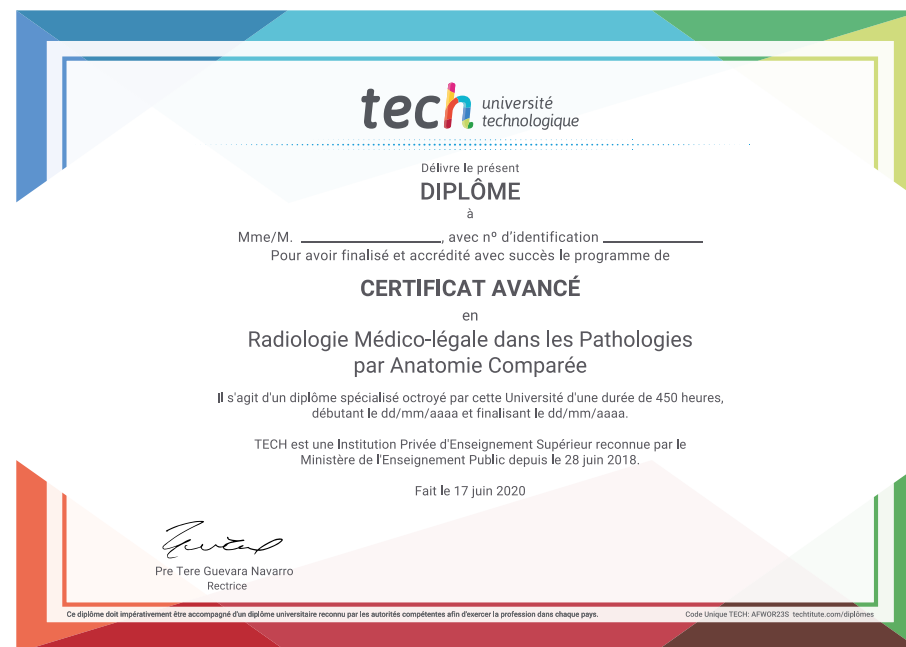 tech université
technologique
Délivre le présent
DIPLÔME
à
Mme/M. ____________________, avec nº d'identification ______________
Pour avoir finalisé et accrédité avec succès le programme de
CERTIFICAT AVANCÉ
en
Radiologie Médico-légale dans les Pathologies
par Anatomie Comparée
Il s'agit d'un diplôme spécialisé octroyé par cette Université d'une durée de 450 heures,
débutant le dd/mm/aaaa et finalisant le dd/mm/aaaa.
TECH est une Institution Privée d'Enseignement Supérieur reconnue par le
Ministère de l'Enseignement Public depuis le 28 juin 2018.
Fait le 17 juin 2020
Pre Tere Guevara Navarro
Rectrice
Ce diplôme doit impérativement être accompagné d'un diplôme universitaire reconnu par les autorités compétentes afin d'exercer la profession dans chaque pays.
Code Unique TECH: AFWOR23S techtitute.com/diplômes